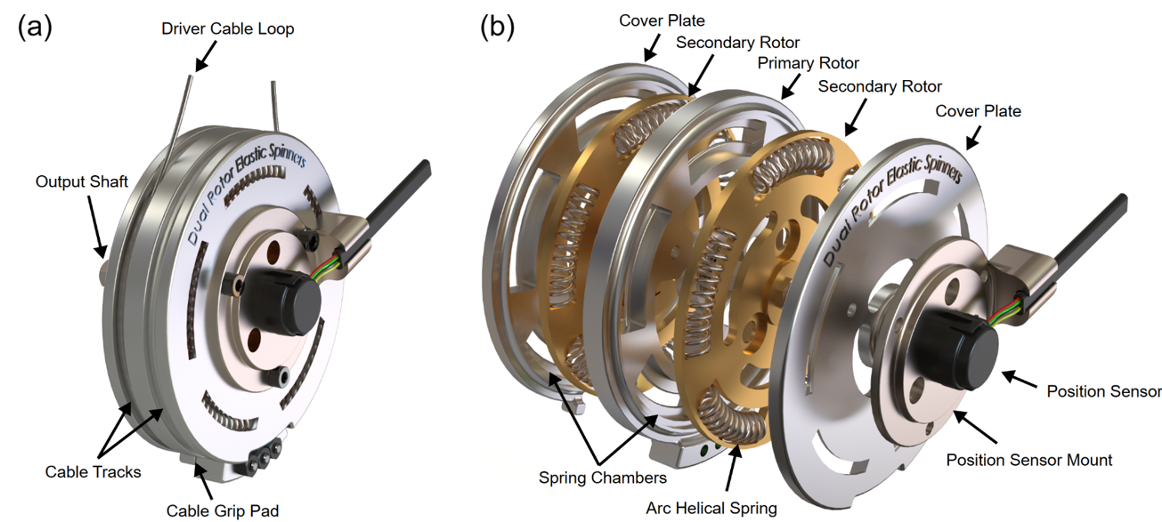 (a)
Driver Cable Loop
Output Shaft
Dual Rotor Elastic Spinners
Cable Tracks
Cable Grip Pad
(b)
Cover Plate
Secondary Rotor
Primary Rotor
Secondary Rotor
Cover Plate
Dual Rotor Elastic Spinners
Position Sensor
Position Sensor Mount
Spring Chambers
Arc Helical Spring